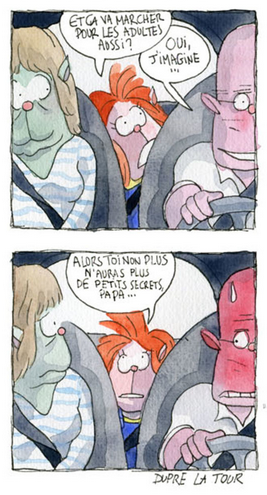 ET ÇA VA MARCHER
POUR LES ADULTES
AUSSI?
OUI,
J'IMAGINE
...
ALORS TOI NON PLUS
N'AURAS PLUS
DE PETITS SECRETS,
PAPA...
DUPRÉ LA TOUR